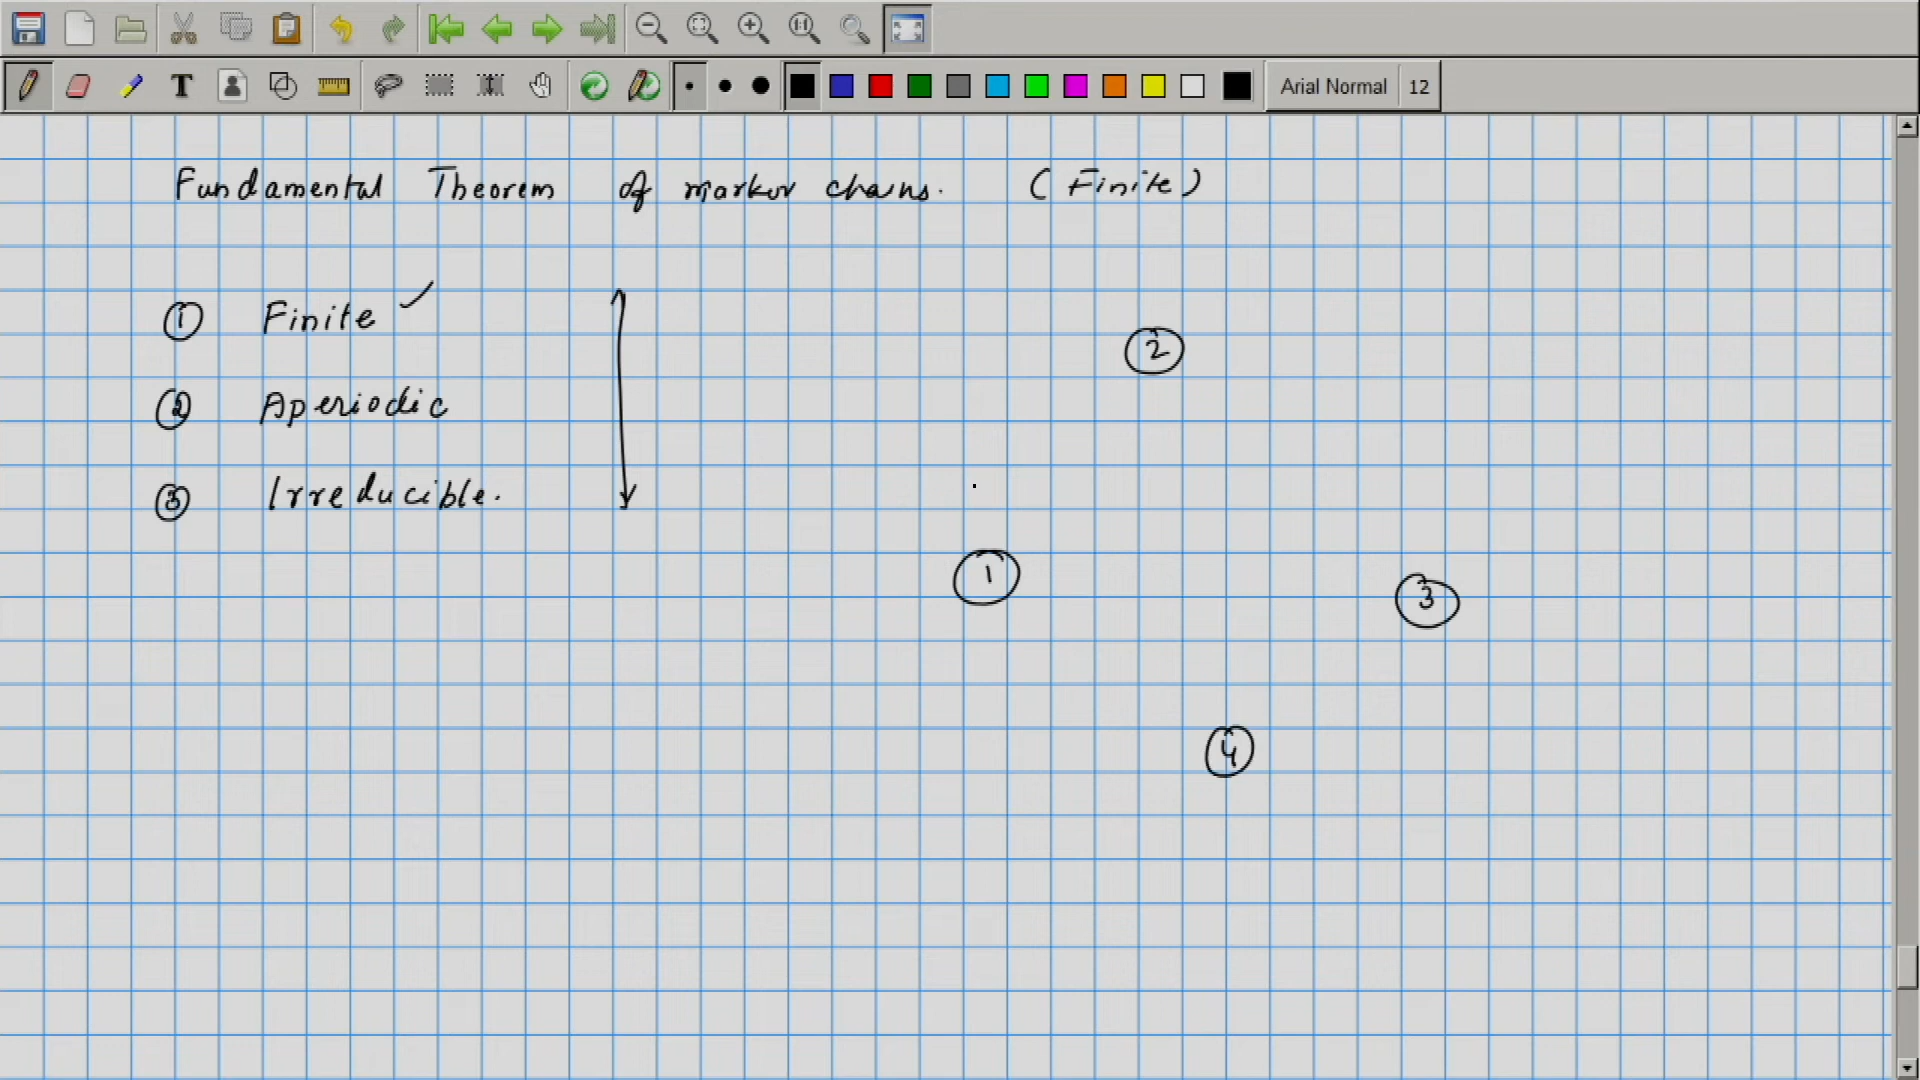 Arial Normal 12
Fundamental Theorem of markov chains. (Finite)
① Finite ✓
② Aperiodic
③ Irreducible.
2
1
3
4